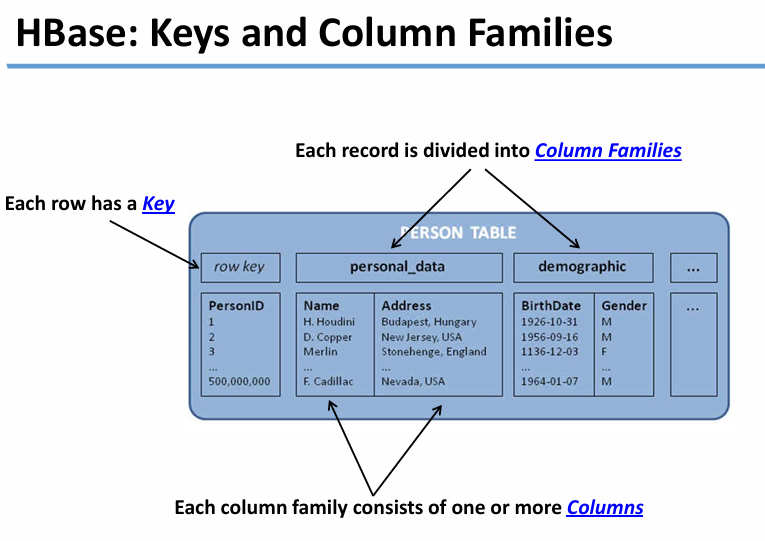 HBase: Keys and Column Families
Each record is divided into Column Families
Each row has a Key
PERSON TABLE
row key personal_data demographic ...
PersonID Name Address BirthDate Gender ...
1 H. Houdini Budapest, Hungary 1926-10-31 M
2 D. Copper New Jersey, USA 1956-09-16 M
3 Merlin Stonehenge, England 1136-12-03 F
... ... ... ... ...
500,000,000 F. Cadillac Nevada, USA 1964-01-07 M
Each column family consists of one or more Columns